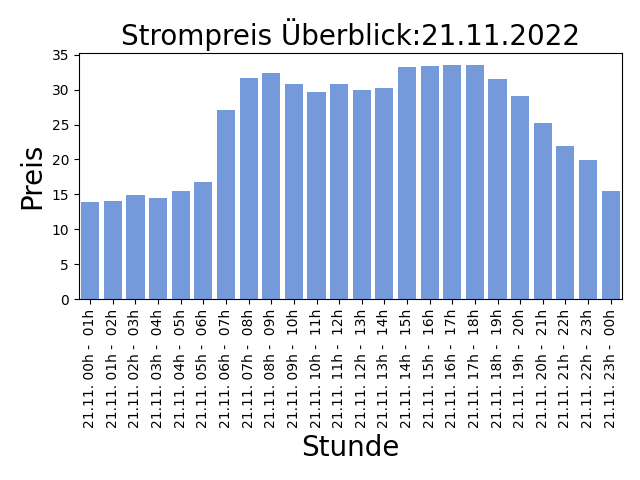 Strompreis Überblick:21.11.2022
Preis
35
30
25
20
15
10
5
0
21.11. 00h - 01h
21.11. 01h - 02h
21.11. 02h - 03h
21.11. 03h - 04h
21.11. 04h - 05h
21.11. 05h - 06h
21.11. 06h - 07h
21.11. 07h - 08h
21.11. 08h - 09h
21.11. 09h - 10h
21.11. 10h - 11h
21.11. 11h - 12h
21.11. 12h - 13h
21.11. 13h - 14h
21.11. 14h - 15h
21.11. 15h - 16h
21.11. 16h - 17h
21.11. 17h - 18h
21.11. 18h - 19h
21.11. 19h - 20h
21.11. 20h - 21h
21.11. 21h - 22h
21.11. 22h - 23h
21.11. 23h - 00h
Stunde